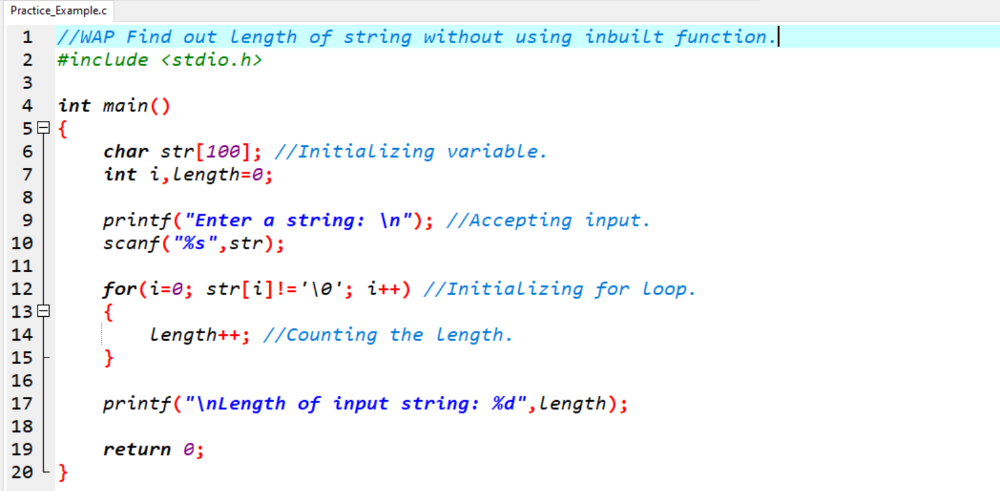 Practice_Example.c
1 //WAP Find out length of string without using inbuilt function.
2 #include <stdio.h>
3
4 int main()
5 {
6 char str[100]; //Initializing variable.
7 int i,length=0;
8
9 printf("Enter a string: \n"); //Accepting input.
10 scanf("%s",str);
11
12 for(i=0; str[i]!='\0'; i++) //Initializing for loop.
13 {
14 length++; //Counting the length.
15 }
16
17 printf("\nLength of input string: %d",length);
18
19 return 0;
20 }